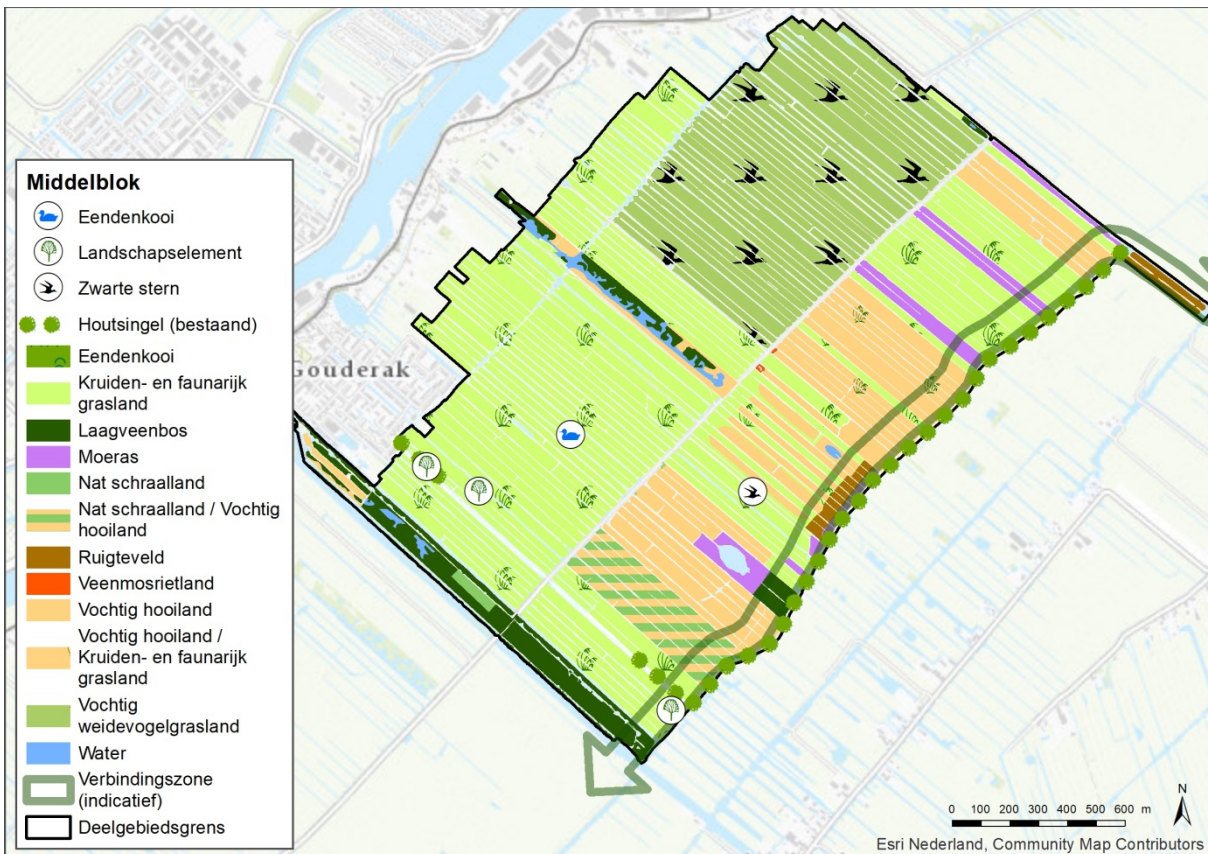 Middelblok
Eendenkooi
Landschapselement
Zwarte stern
Houtsingel (bestaand)
Eendenkooi
Kruiden- en faunarijk
grasland
Laagveenbos
Moeras
Nat schraalland
Nat schraalland / Vochtig
hooiland
Ruigteveld
Veenmosrietland
Vochtig hooiland
Vochtig hooiland /
Kruiden- en faunarijk
grasland
Vochtig
weidevogelgrasland
Water
Verbindingszone
(indicatief)
Deelgebiedsgrens
Gouderak
N
0 100 200 300 400 500 600 m
Esri Nederland, Community Map Contributors